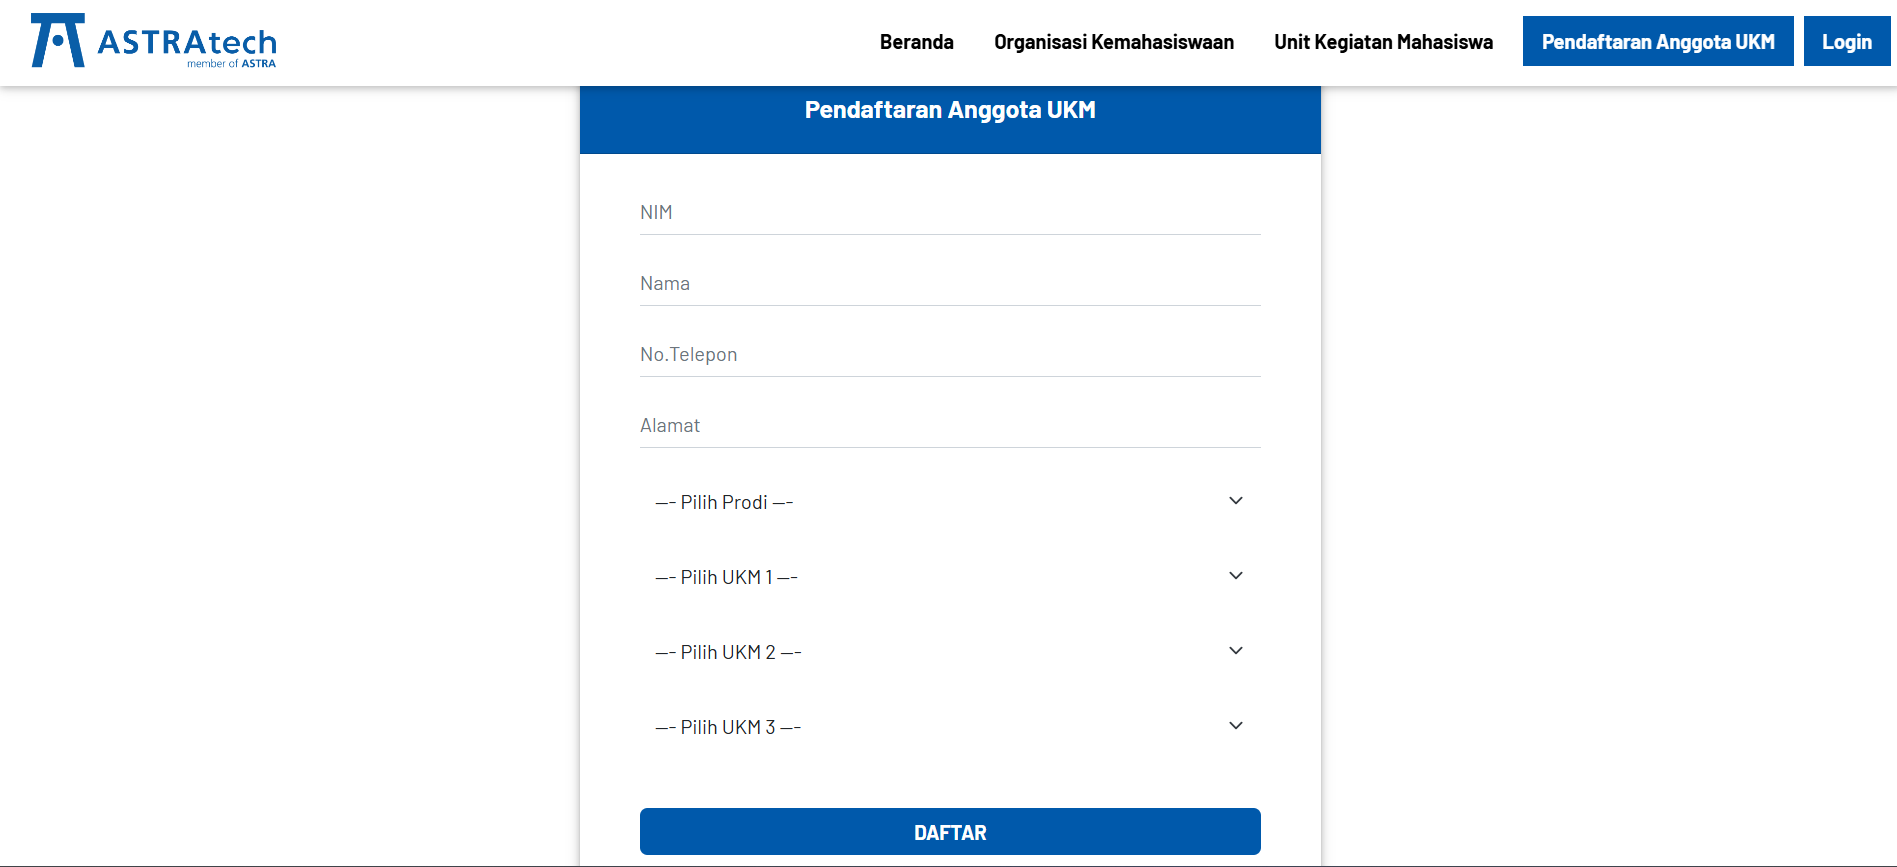 ASTRAtech
member of ASTRA
Beranda
Organisasi Kemahasiswaan
Unit Kegiatan Mahasiswa
Pendaftaran Anggota UKM
Login
Pendaftaran Anggota UKM
NIM
Nama
No.Telepon
Alamat
--- Pilih Prodi ---
--- Pilih UKM 1 ---
--- Pilih UKM 2 ---
--- Pilih UKM 3 ---
DAFTAR